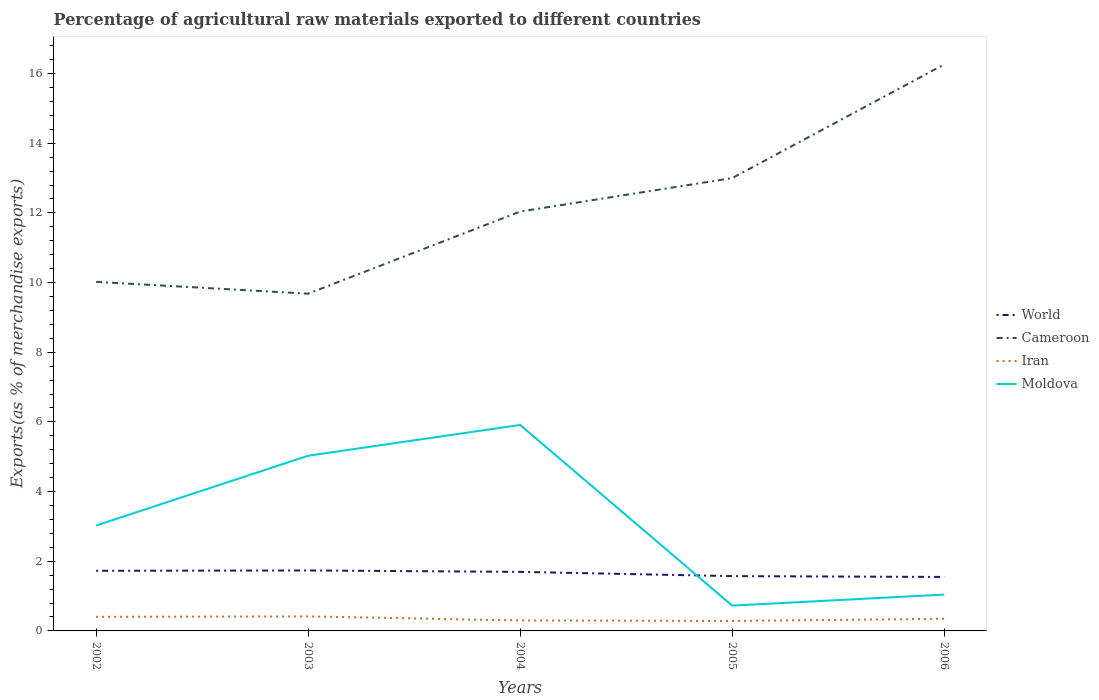 Percentage of agricultural raw materials exported to different countries
Exports(as % of merchandise exports)
16
14
12
10
8
6
4
2
0
2002
2003
2004
2005
2006
Years
World
Cameroon
Iran
Moldova